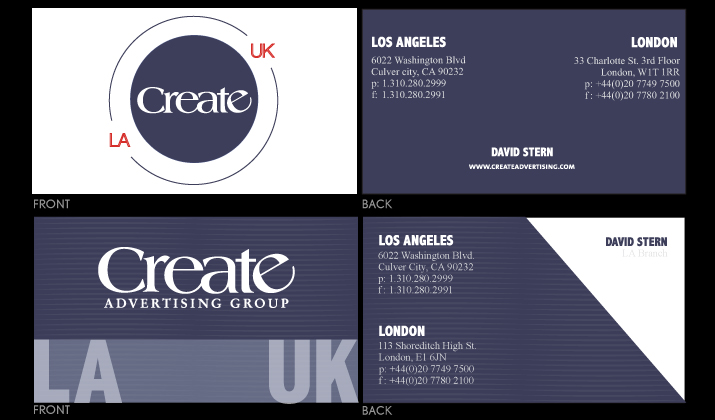 UK
Create
LA
FRONT
LOS ANGELES
6022 Washington Blvd
Culver city, CA 90232
p: 1.310.280.2999
f: 1.310.280.2991
LONDON
33 Charlotte St. 3rd Floor
London, W1T 1RR
p: +44(0)20 7749 7500
f: +44(0)20 7780 2100
DAVID STERN
WWW.CREATEADVERTISING.COM
BACK
Create
ADVERTISING GROUP
LA UK
FRONT
LOS ANGELES
6022 Washington Blvd.
Culver City, CA 90232
p: 1.310.280.2999
f: 1.310.280.2991
LONDON
113 Shoreditch High St.
London, E1 6JN
p: +44(0)20 7749 7500
f: +44(0)20 7780 2100
DAVID STERN
LA Branch
BACK